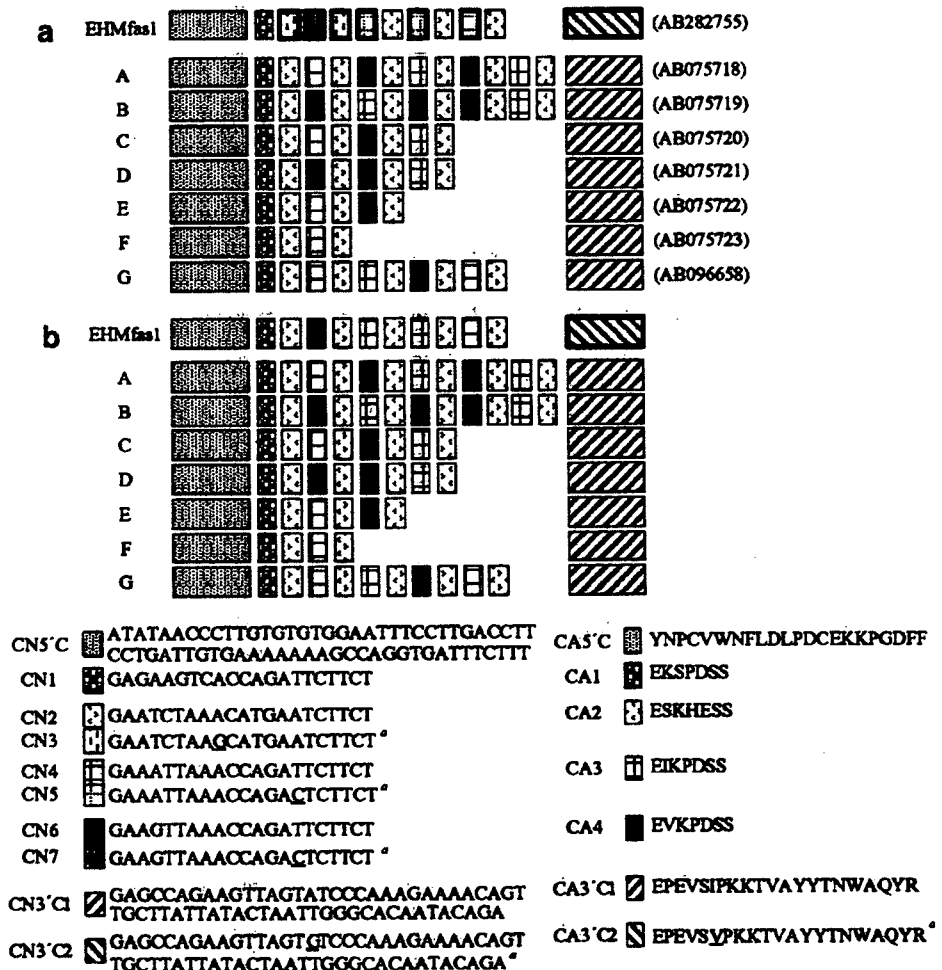 a EHMfas1 (AB282755)
A (AB075718)
B (AB075719)
C (AB075720)
D (AB075721)
E (AB075722)
F (AB075723)
G (AB096658)
b EHMfas1
A
B
C
D
E
F
G
CN5´C ATATAACCCTTGTGTGTGGAATTTCCTTGACCTT
CCTGATTGTGAAAAAAAGCCAGGTGATTTCTTT
CN1 GAGAAGTCACCAGATTCTTCT
CN2 GAATCTAAACATGAATCTTCT
CN3 GAATCTAAGCATGAATCTTCT a
CN4 GAAATTAAACCAGATTCTTCT
CN5 GAAATTAAACCAGACTCTTCT a
CN6 GAAGTTAAACCAGATTCTTCT
CN7 GAAGTTAAACCAGACTCTTCT a
CN3´C1 GAGCCAGAAGTTAGTATCCCAAAGAAAACAGT
TGCTTATTATACTAATTGGGCACAATACAGA
CN3´C2 GAGCCAGAAGTTAGTGTCCCAAAGAAAACAGT
TGCTTATTATACTAATTGGGCACAATACAGA a
CA5´C YNPCVWNFLDLPDCEKKPGDFF
CA1 EKSPDSS
CA2 ESKHESS
CA3 EIKPDSS
CA4 EVKPDSS
CA3´C1 EPEVSIPKKTVAYYTNWAQYR
CA3´C2 EPEVSVPKKTVAYYTNWAQYR a